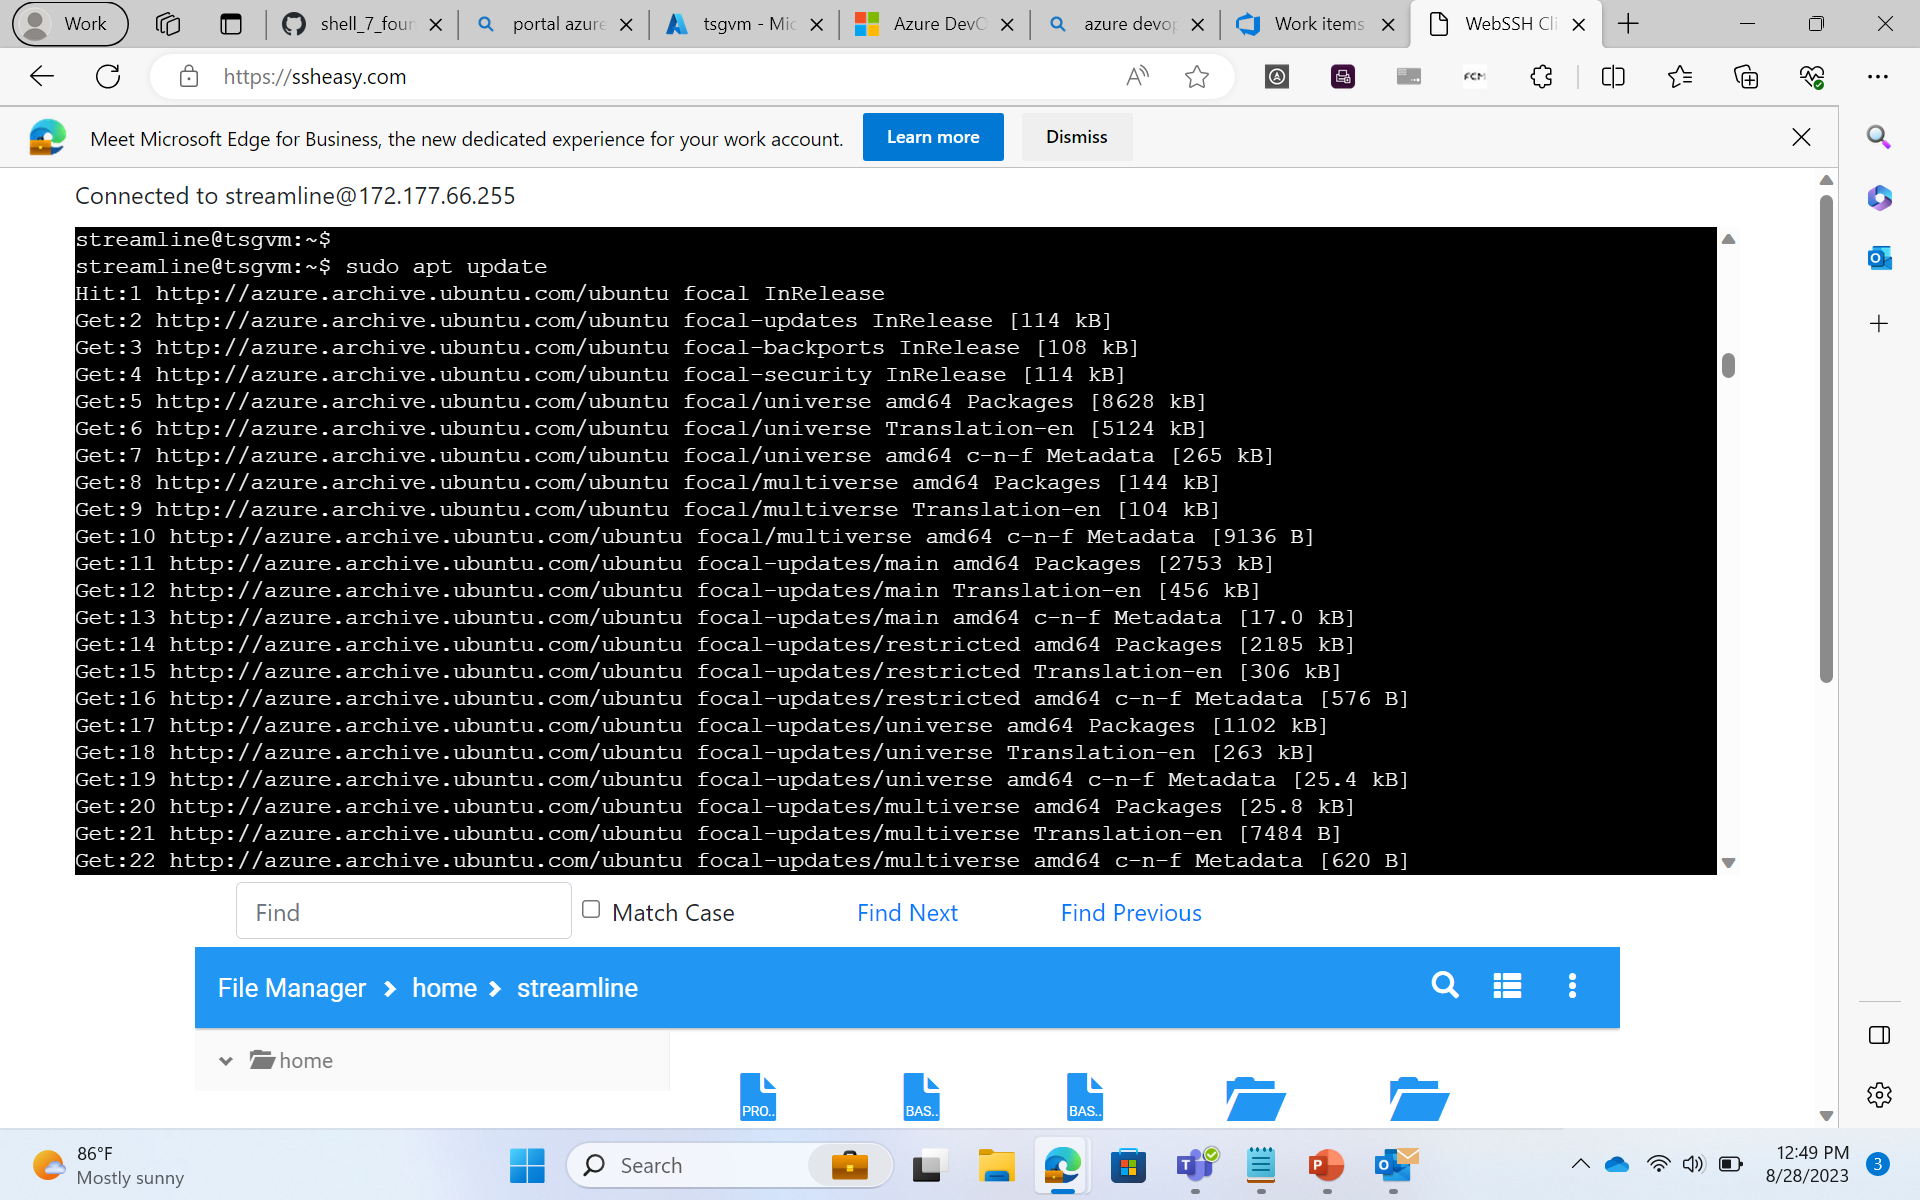 Work
shell_7_four
portal azure
tsgvm - Mic
Azure DevO
azure devop
Work items
WebSSH Cli
https://ssheasy.com
FCM
Meet Microsoft Edge for Business, the new dedicated experience for your work account.
Learn more
Dismiss
Connected to streamline@172.177.66.255
streamline@tsgvm:~$
streamline@tsgvm:~$ sudo apt update
Hit:1 http://azure.archive.ubuntu.com/ubuntu focal InRelease
Get:2 http://azure.archive.ubuntu.com/ubuntu focal-updates InRelease [114 kB]
Get:3 http://azure.archive.ubuntu.com/ubuntu focal-backports InRelease [108 kB]
Get:4 http://azure.archive.ubuntu.com/ubuntu focal-security InRelease [114 kB]
Get:5 http://azure.archive.ubuntu.com/ubuntu focal/universe amd64 Packages [8628 kB]
Get:6 http://azure.archive.ubuntu.com/ubuntu focal/universe Translation-en [5124 kB]
Get:7 http://azure.archive.ubuntu.com/ubuntu focal/universe amd64 c-n-f Metadata [265 kB]
Get:8 http://azure.archive.ubuntu.com/ubuntu focal/multiverse amd64 Packages [144 kB]
Get:9 http://azure.archive.ubuntu.com/ubuntu focal/multiverse Translation-en [104 kB]
Get:10 http://azure.archive.ubuntu.com/ubuntu focal/multiverse amd64 c-n-f Metadata [9136 B]
Get:11 http://azure.archive.ubuntu.com/ubuntu focal-updates/main amd64 Packages [2753 kB]
Get:12 http://azure.archive.ubuntu.com/ubuntu focal-updates/main Translation-en [456 kB]
Get:13 http://azure.archive.ubuntu.com/ubuntu focal-updates/main amd64 c-n-f Metadata [17.0 kB]
Get:14 http://azure.archive.ubuntu.com/ubuntu focal-updates/restricted amd64 Packages [2185 kB]
Get:15 http://azure.archive.ubuntu.com/ubuntu focal-updates/restricted Translation-en [306 kB]
Get:16 http://azure.archive.ubuntu.com/ubuntu focal-updates/restricted amd64 c-n-f Metadata [576 B]
Get:17 http://azure.archive.ubuntu.com/ubuntu focal-updates/universe amd64 Packages [1102 kB]
Get:18 http://azure.archive.ubuntu.com/ubuntu focal-updates/universe Translation-en [263 kB]
Get:19 http://azure.archive.ubuntu.com/ubuntu focal-updates/universe amd64 c-n-f Metadata [25.4 kB]
Get:20 http://azure.archive.ubuntu.com/ubuntu focal-updates/multiverse amd64 Packages [25.8 kB]
Get:21 http://azure.archive.ubuntu.com/ubuntu focal-updates/multiverse Translation-en [7484 B]
Get:22 http://azure.archive.ubuntu.com/ubuntu focal-updates/multiverse amd64 c-n-f Metadata [620 B]
Find
Match Case
Find Next
Find Previous
File Manager
home
streamline
home
PRO..
BAS..
BAS..
86°F
Mostly sunny
Search
12:49 PM
8/28/2023
3